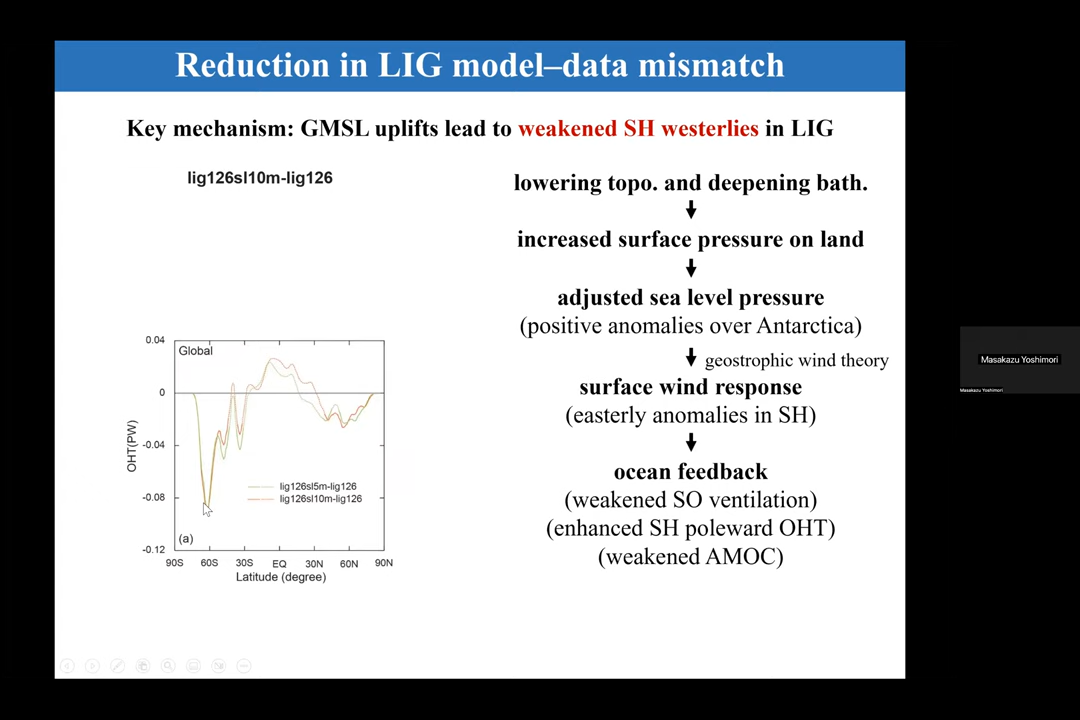 Reduction in LIG model–data mismatch
Key mechanism: GMSL uplifts lead to weakened SH westerlies in LIG
lig126sl10m-lig126
lowering topo. and deepening bath.
increased surface pressure on land
adjusted sea level pressure
(positive anomalies over Antarctica)
geostrophic wind theory
surface wind response
(easterly anomalies in SH)
ocean feedback
(weakened SO ventilation)
(enhanced SH poleward OHT)
(weakened AMOC)
0.04
0
-0.04
-0.08
-0.12
OHT(PW)
Global
lig126sl5m-lig126
lig126sl10m-lig126
(a)
90S 60S 30S EQ 30N 60N 90N
Latitude (degree)
Masakazu Yoshimori
Masakazu Yoshimori